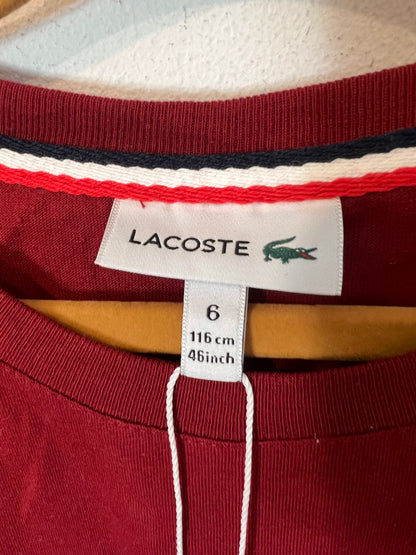 LACOSTE
6
116 cm
46inch